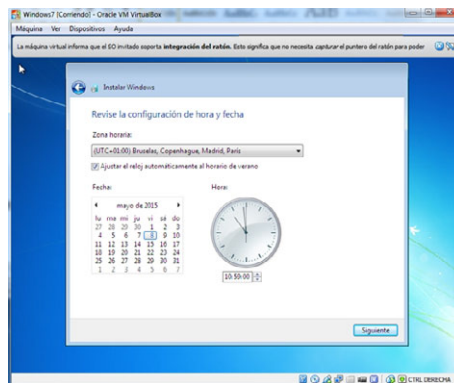 Windows7 [Corriendo] - Oracle VM VirtualBox
Máquina Ver Dispositivos Ayuda
La máquina virtual informa que el SO invitado soporta integración del ratón. Esto significa que no necesita capturar el puntero del ratón para poder
Instalar Windows
Revise la configuración de hora y fecha
Zona horaria:
(UTC+01:00) Bruselas, Copenhague, Madrid, París
Ajustar el reloj automáticamente al horario de verano
Fecha: Hora:
mayo de 2015
lu ma mi ju vi sá do
27 28 29 30 1 2 3
4 5 6 7 8 9 10
11 12 13 14 15 16 17
18 19 20 21 22 23 24
25 26 27 28 29 30 31
1 2 3 4 5 6 7
10:59:00
Siguiente
CTRL DERECHA